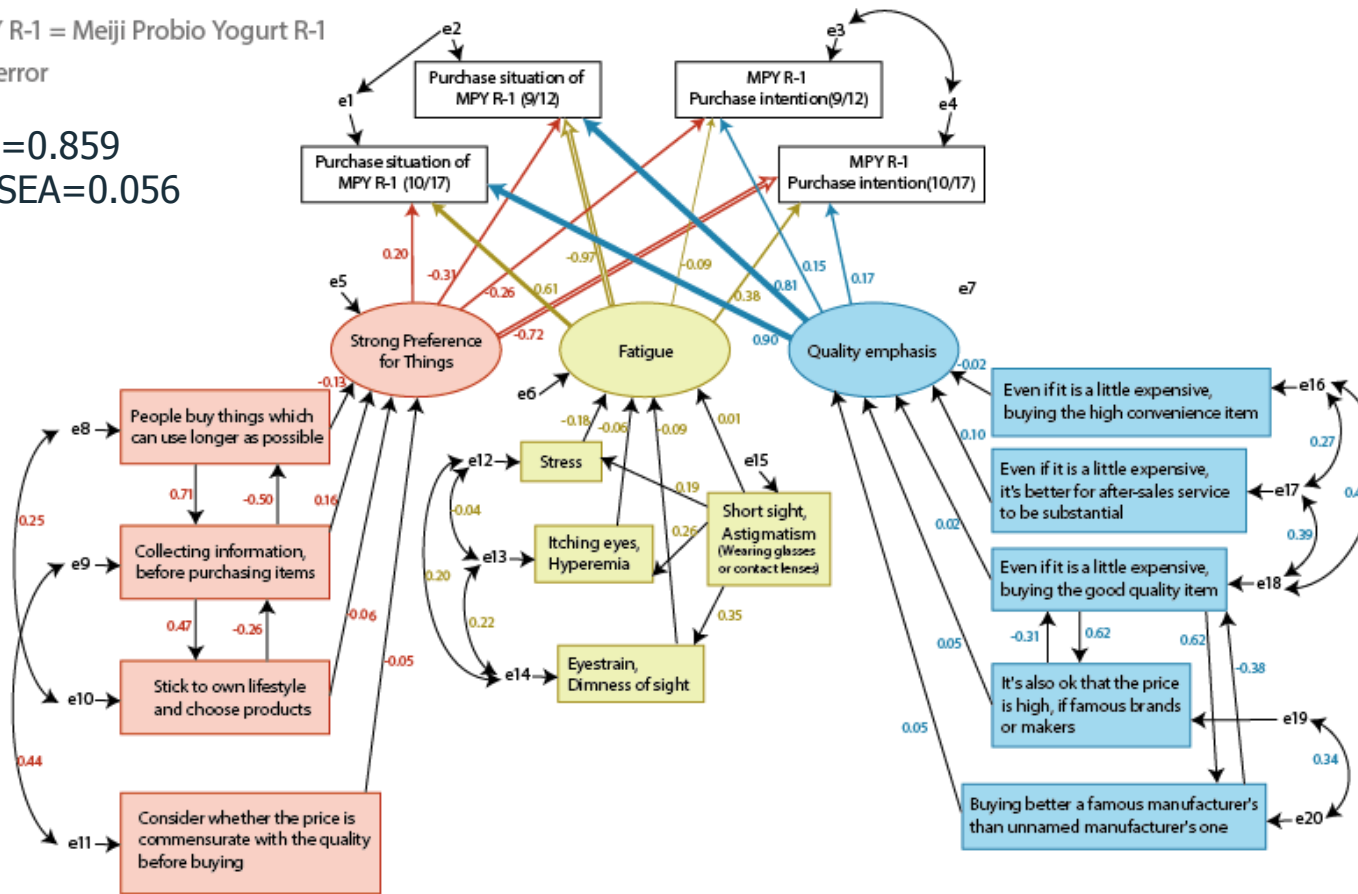 Y R-1 = Meiji Probio Yogurt R-1
error
=0.859
SEA=0.056
e2
e3
e1
e4
Purchase situation of
MPY R-1 (9/12)
MPY R-1
Purchase intention(9/12)
Purchase situation of
MPY R-1 (10/17)
MPY R-1
Purchase intention(10/17)
0.20
-0.31
-0.26
0.61
-0.97
-0.09
0.38
0.15
0.81
0.17
-0.72
0.90
e5
e6
e7
Strong Preference
for Things
Fatigue
Quality emphasis
-0.13
0.16
-0.06
-0.05
e8
People buy things which
can use longer as possible
0.71
-0.50
0.25
e9
Collecting information,
before purchasing items
0.47
-0.26
e10
Stick to own lifestyle
and choose products
0.44
e11
Consider whether the price is
commensurate with the quality
before buying
-0.18
-0.06
-0.09
0.01
e12
Stress
e15
0.19
-0.04
0.26
Short sight,
Astigmatism
(Wearing glasses
or contact lenses)
e13
Itching eyes,
Hyperemia
0.20
0.22
0.35
e14
Eyestrain,
Dimness of sight
-0.02
Even if it is a little expensive,
buying the high convenience item
e16
0.10
0.27
Even if it is a little expensive,
it's better for after-sales service
to be substantial
e17
0.02
0.39
Even if it is a little expensive,
buying the good quality item
e18
-0.31
0.62
0.62
-0.38
0.05
It's also ok that the price
is high, if famous brands
or makers
e19
0.05
0.34
Buying better a famous manufacturer's
than unnamed manufacturer's one
e20